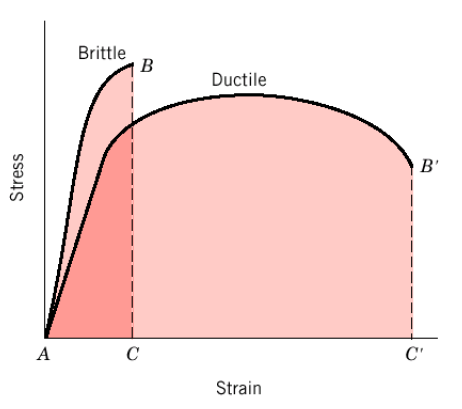 Brittle
B
Ductile
B'
Stress
A
C
C'
Strain